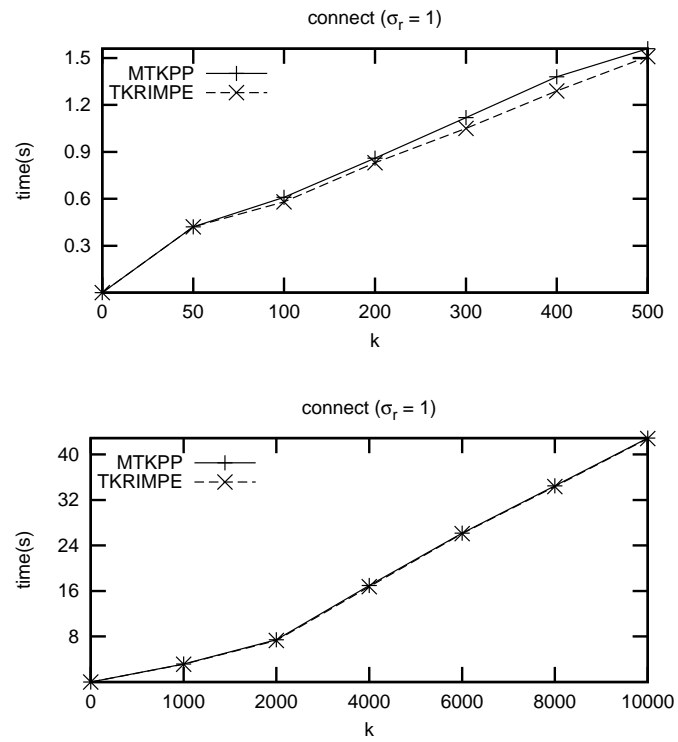 connect (σr = 1)
MTKPP
TKRIMPE
time(s)
1.5
1.2
0.9
0.6
0.3
0 50 100 200 300 400 500
k
connect (σr = 1)
MTKPP
TKRIMPE
time(s)
40
32
24
16
8
0 1000 2000 4000 6000 8000 10000
k